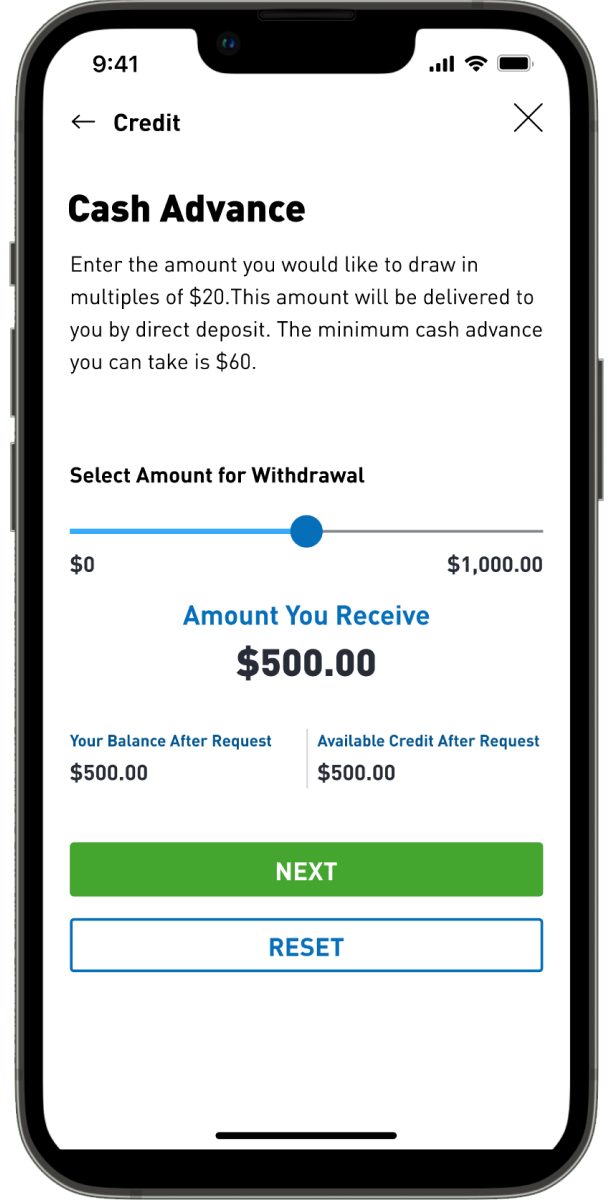 9:41
Credit
Cash Advance
Enter the amount you would like to draw in
multiples of $20.This amount will be delivered to
you by direct deposit. The minimum cash advance
you can take is $60.
Select Amount for Withdrawal
$0 $1,000.00
Amount You Receive
$500.00
Your Balance After Request Available Credit After Request
$500.00 $500.00
NEXT
RESET